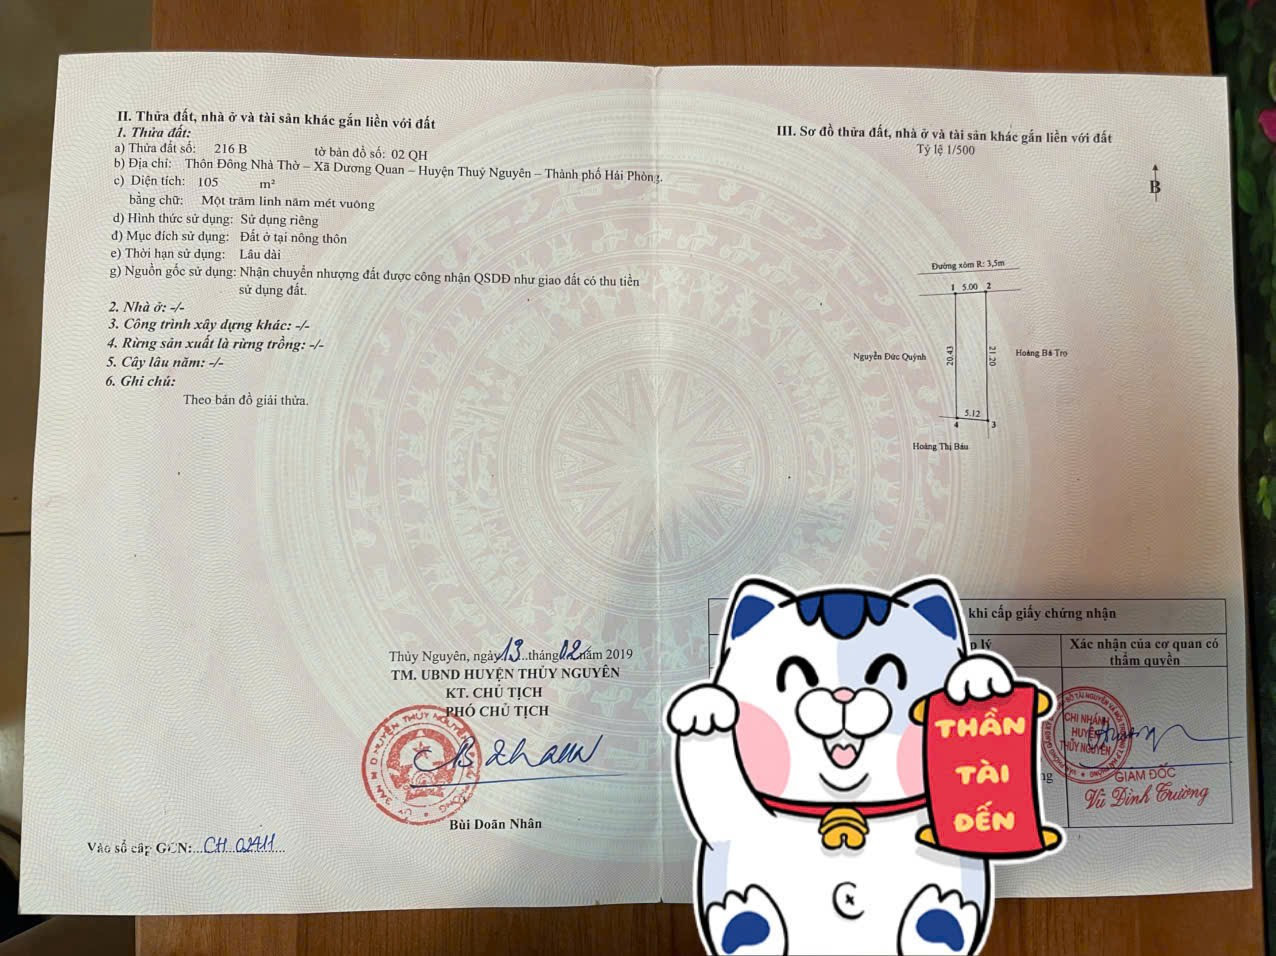 II. Thửa đất, nhà ở và tài sản khác gắn liền với đất
1. Thửa đất:
a) Thửa đất số: 216 B tờ bản đồ số: 02 QH
b) Địa chỉ: Thôn Đông Nhà Thờ – Xã Dương Quan – Huyện Thuỷ Nguyên – Thành phố Hải Phòng.
c) Diện tích: 105 m²
bằng chữ: Một trăm linh năm mét vuông
d) Hình thức sử dụng: Sử dụng riêng
đ) Mục đích sử dụng: Đất ở tại nông thôn
e) Thời hạn sử dụng: Lâu dài
g) Nguồn gốc sử dụng: Nhận chuyển nhượng đất được công nhận QSDĐ như giao đất có thu tiền
sử dụng đất.
2. Nhà ở: -/-
3. Công trình xây dựng khác: -/-
4. Rừng sản xuất là rừng trồng: -/-
5. Cây lâu năm: -/-
6. Ghi chú:
Theo bản đồ giải thửa.
Thủy Nguyên, ngày 13 tháng 02 năm 2019
TM. UBND HUYỆN THỦY NGUYÊN
KT. CHỦ TỊCH
PHÓ CHỦ TỊCH
Bùi Doãn Nhân
Vào sổ cấp GCN: CH 02411
III. Sơ đồ thửa đất, nhà ở và tài sản khác gắn liền với đất
Tỷ lệ 1/500
B
Đường xóm R: 3,5m
1 5.00 2
Nguyễn Đức Quỳnh
20.43
21.20
Hoàng Bá Trọ
5.12
4 3
Hoàng Thị Báu
khi cấp giấy chứng nhận
lý
Xác nhận của cơ quan có
thẩm quyền
CHI NHÁNH
HUYỆN
THỦY NGUYÊN
GIÁM ĐỐC
Vũ Đình Trường
THẦN
TÀI
ĐẾN